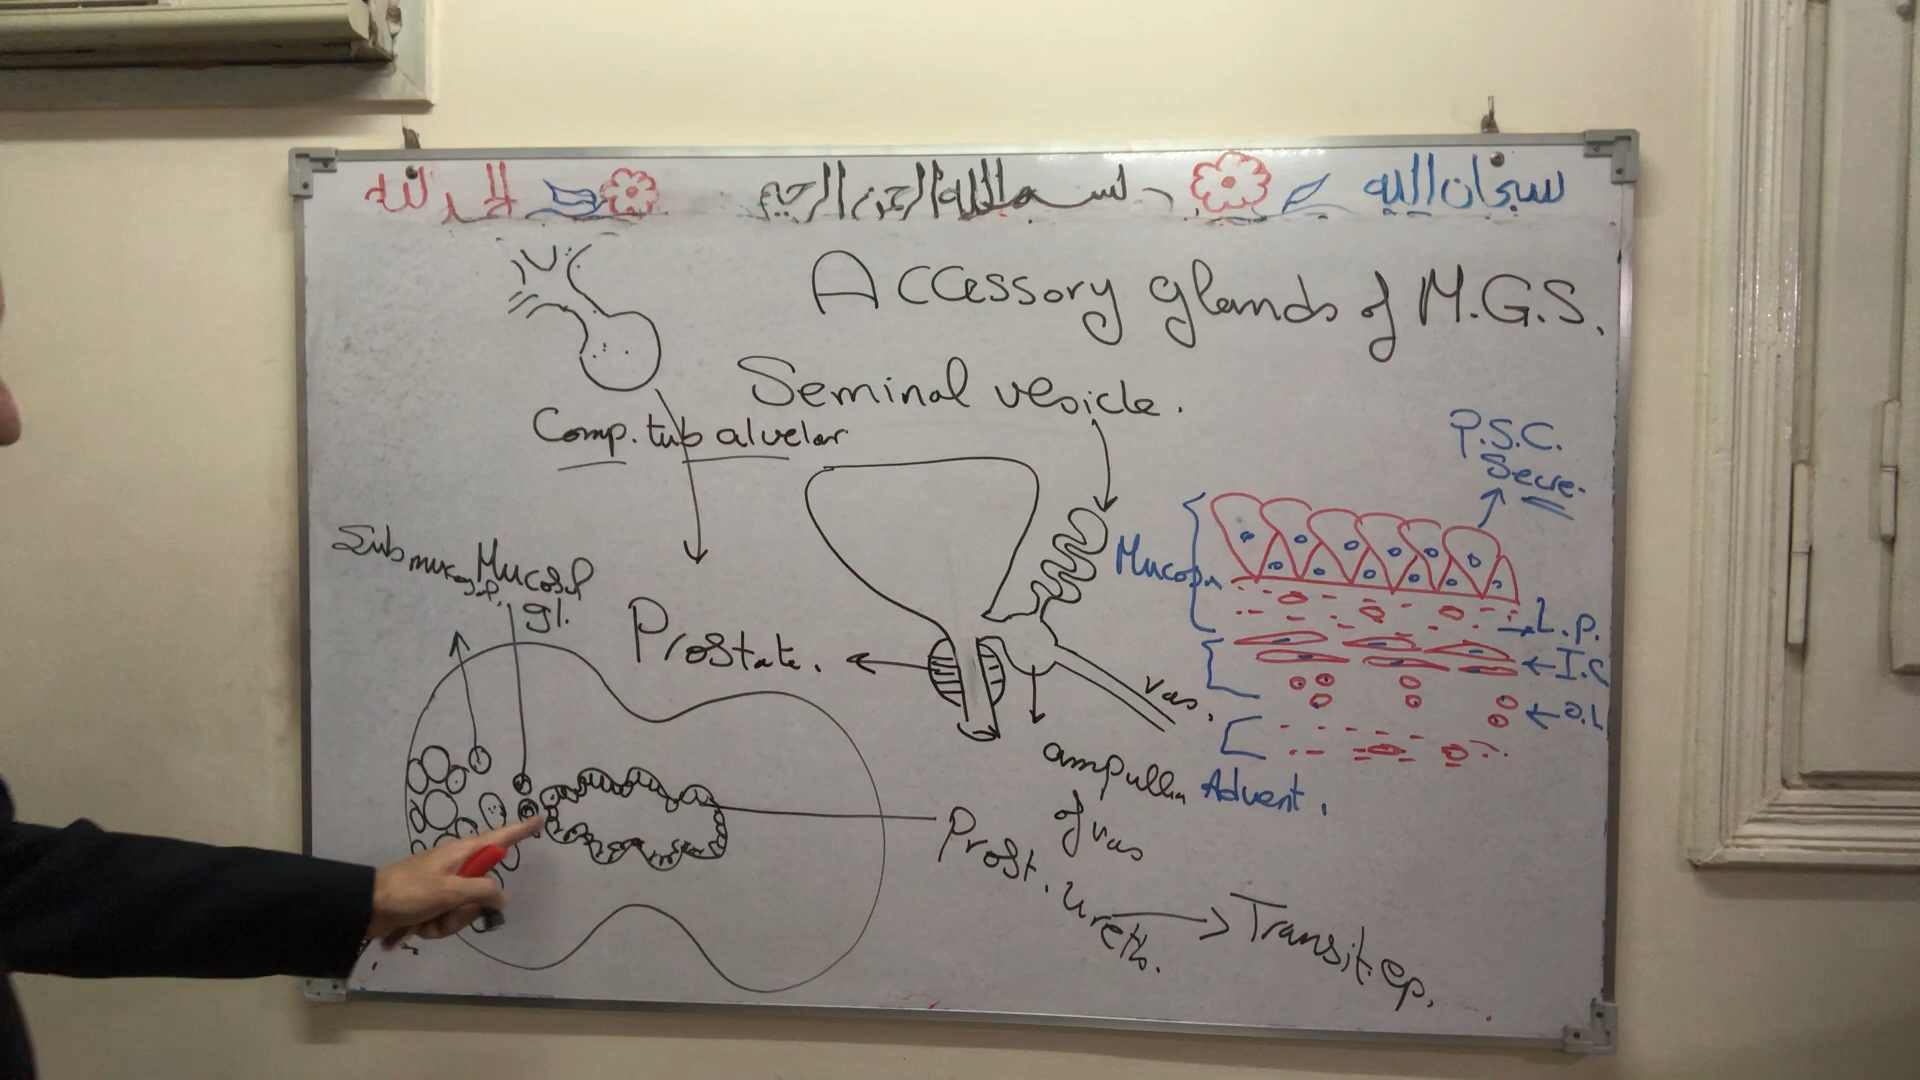 سبحان الله
بسم الله الرحمن الرحيم
الحمد لله
Accessory glands of M.G.S.
Seminal vesicle.
Comp. tub alvelar
P.S.C.
Secre.
Mucosa
L.P.
I.C
O.L
Advent.
Submucosal
Mucosal
gl.
Prostate.
vas.
ampulla
of vas
Prost. Ureth.
Transit. ep.